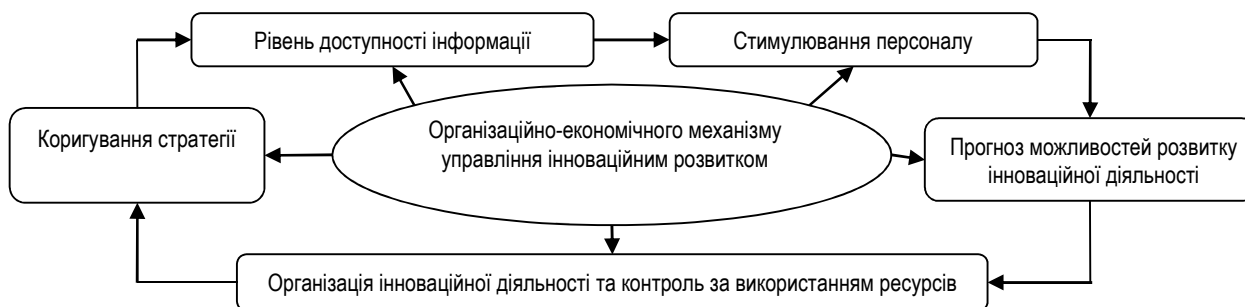 Рівень доступності інформації
Стимулювання персоналу
Коригування стратегії
Організаційно-економічного механізму
управління інноваційним розвитком
Прогноз можливостей розвитку
інноваційної діяльності
Організація інноваційної діяльності та контроль за використанням ресурсів